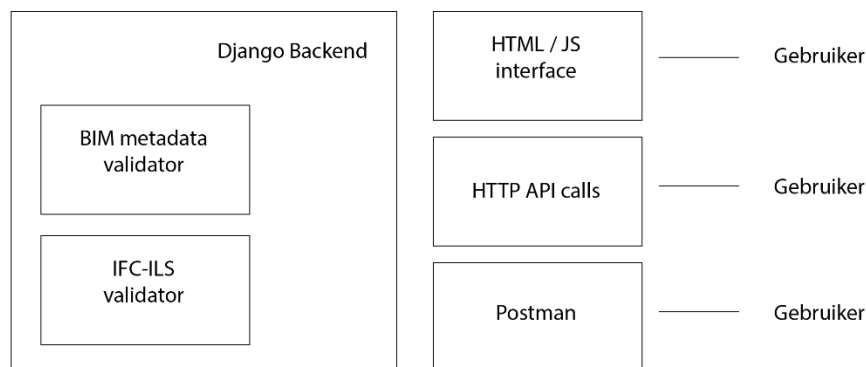 Django Backend
BIM metadata
validator
IFC-ILS
validator
HTML / JS
interface
Gebruiker
HTTP API calls
Gebruiker
Postman
Gebruiker